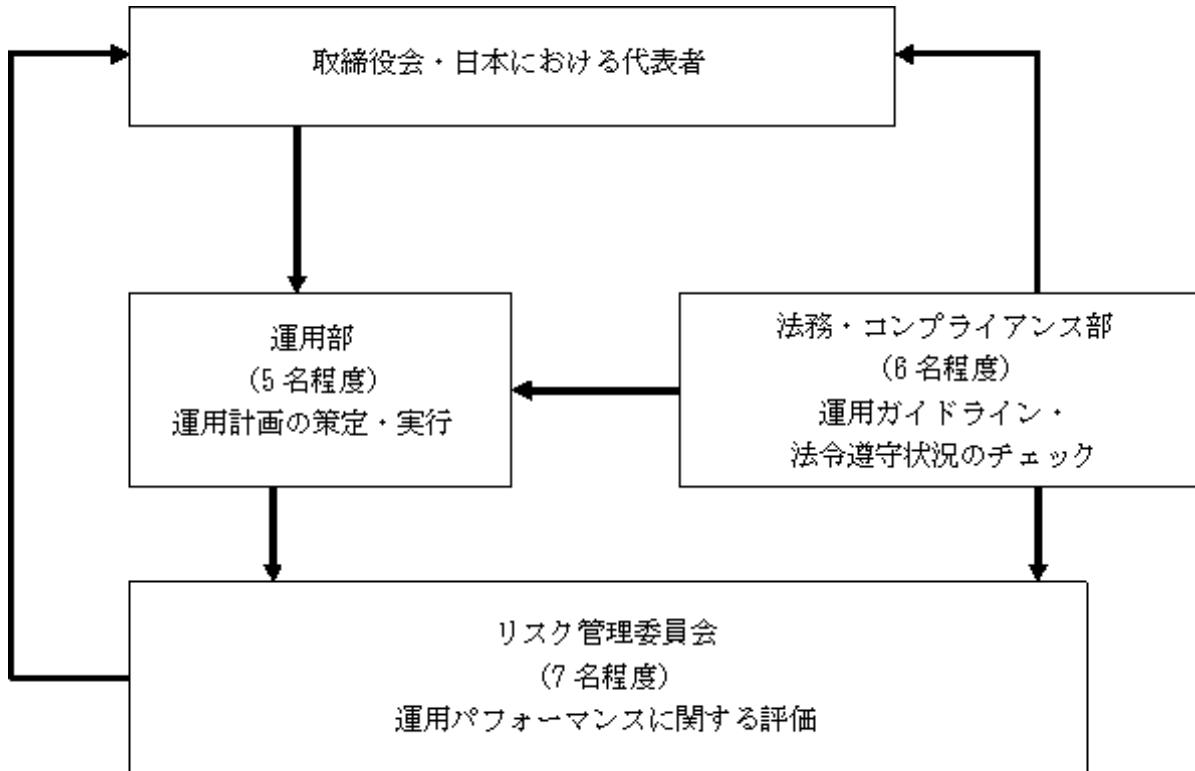 取締役会・日本における代表者
運用部
（5 名程度）
運用計画の策定・実行
法務・コンプライアンス部
（6 名程度）
運用ガイドライン・
法令遵守状況のチェック
リスク管理委員会
（7 名程度）
運用パフォーマンスに関する評価